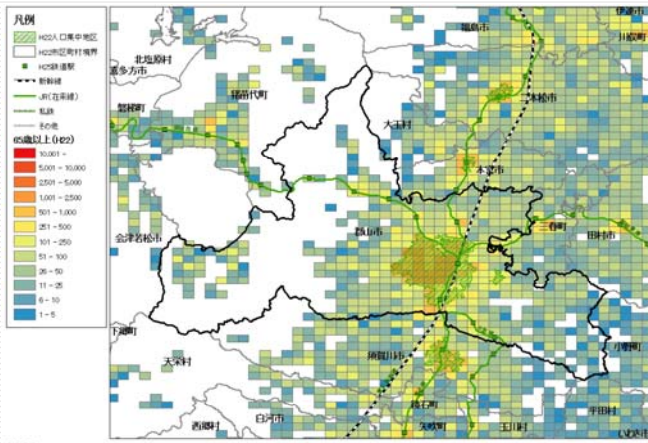 凡例
H22人口集中地区
H22市区町村境界
H25鉄道駅
新幹線
JR(在来線)
私鉄
その他
65歳以上(H22)
10,001 -
5,001 - 10,000
2,501 - 5,000
1,001 - 2,500
501 - 1,000
251 - 500
101 - 250
51 - 100
26 - 50
11 - 25
6 - 10
1 - 5
福島市
伊達市
川俣町
北塩原村
喜多方市
猪苗代町
二本松市
磐梯町
大玉村
本宮市
会津若松市
郡山市
三春町
田村市
下郷町
天栄村
須賀川市
小野町
鏡石町
西郷村
白河市
矢吹町
玉川村
平田村
いわき市